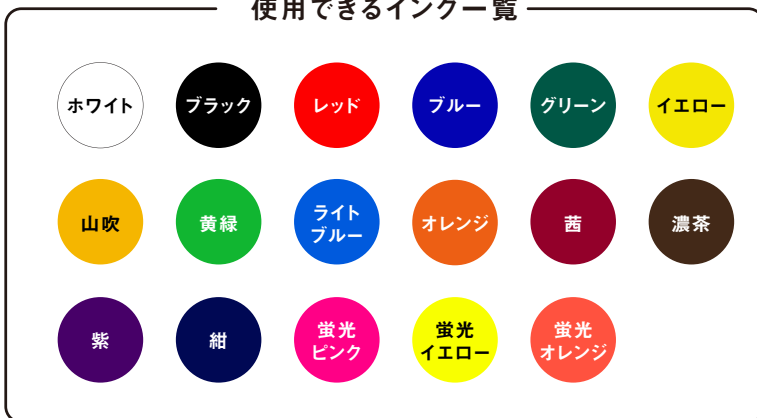 使用できるインク一覧
ホワイト
ブラック
レッド
ブルー
グリーン
イエロー
山吹
黄緑
ライト
ブルー
オレンジ
茜
濃茶
紫
紺
蛍光
ピンク
蛍光
イエロー
蛍光
オレンジ